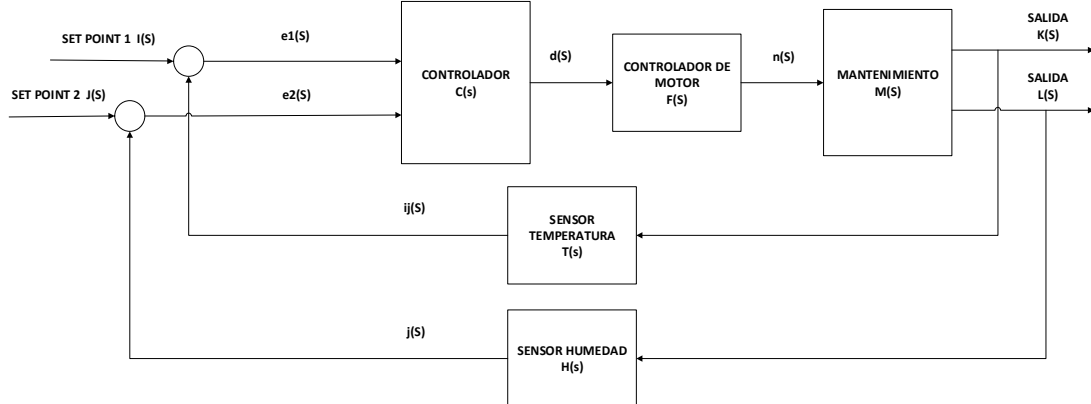 SET POINT 1 I(S)
e1(S)
SET POINT 2 J(S)
e2(S)
CONTROLADOR
C(s)
d(S)
CONTROLADOR DE
MOTOR
F(S)
n(S)
MANTENIMIENTO
M(S)
SALIDA
K(S)
SALIDA
L(S)
ij(S)
SENSOR
TEMPERATURA
T(s)
j(S)
SENSOR HUMEDAD
H(s)